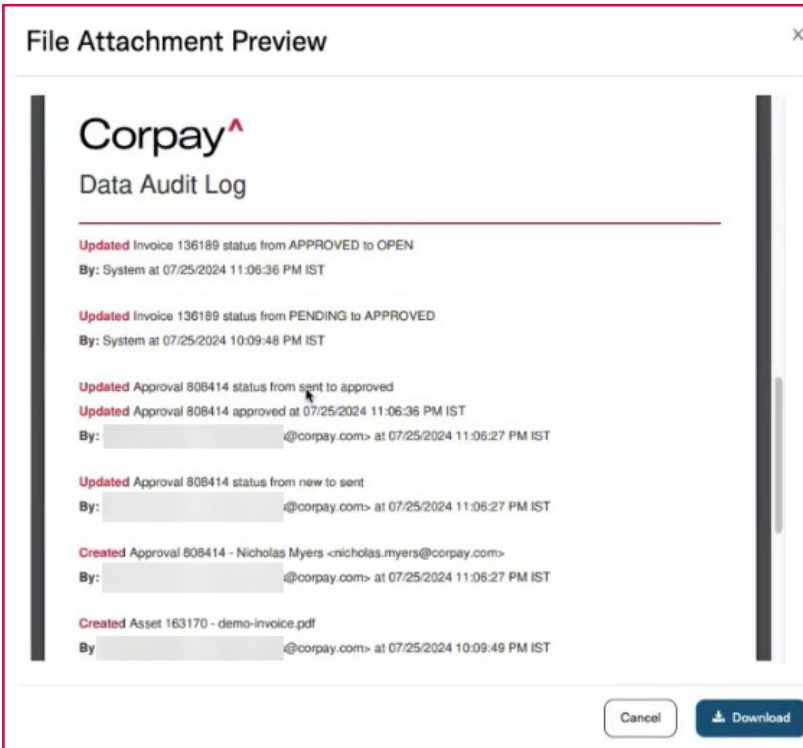 File Attachment Preview
Corpay^
Data Audit Log
Updated Invoice 136189 status from APPROVED to OPEN
By: System at 07/25/2024 11:06:36 PM IST
Updated Invoice 136189 status from PENDING to APPROVED
By: System at 07/25/2024 10:09:48 PM IST
Updated Approval 808414 status from sent to approved
Updated Approval 808414 approved at 07/25/2024 11:06:36 PM IST
By: @corpay.com> at 07/25/2024 11:06:27 PM IST
Updated Approval 808414 status from new to sent
By: @corpay.com> at 07/25/2024 11:06:27 PM IST
Created Approval 808414 - Nicholas Myers <nicholas.myers@corpay.com>
By: @corpay.com> at 07/25/2024 11:06:27 PM IST
Created Asset 163170 - demo-invoice.pdf
By @corpay.com> at 07/25/2024 10:09:49 PM IST
Cancel
Download